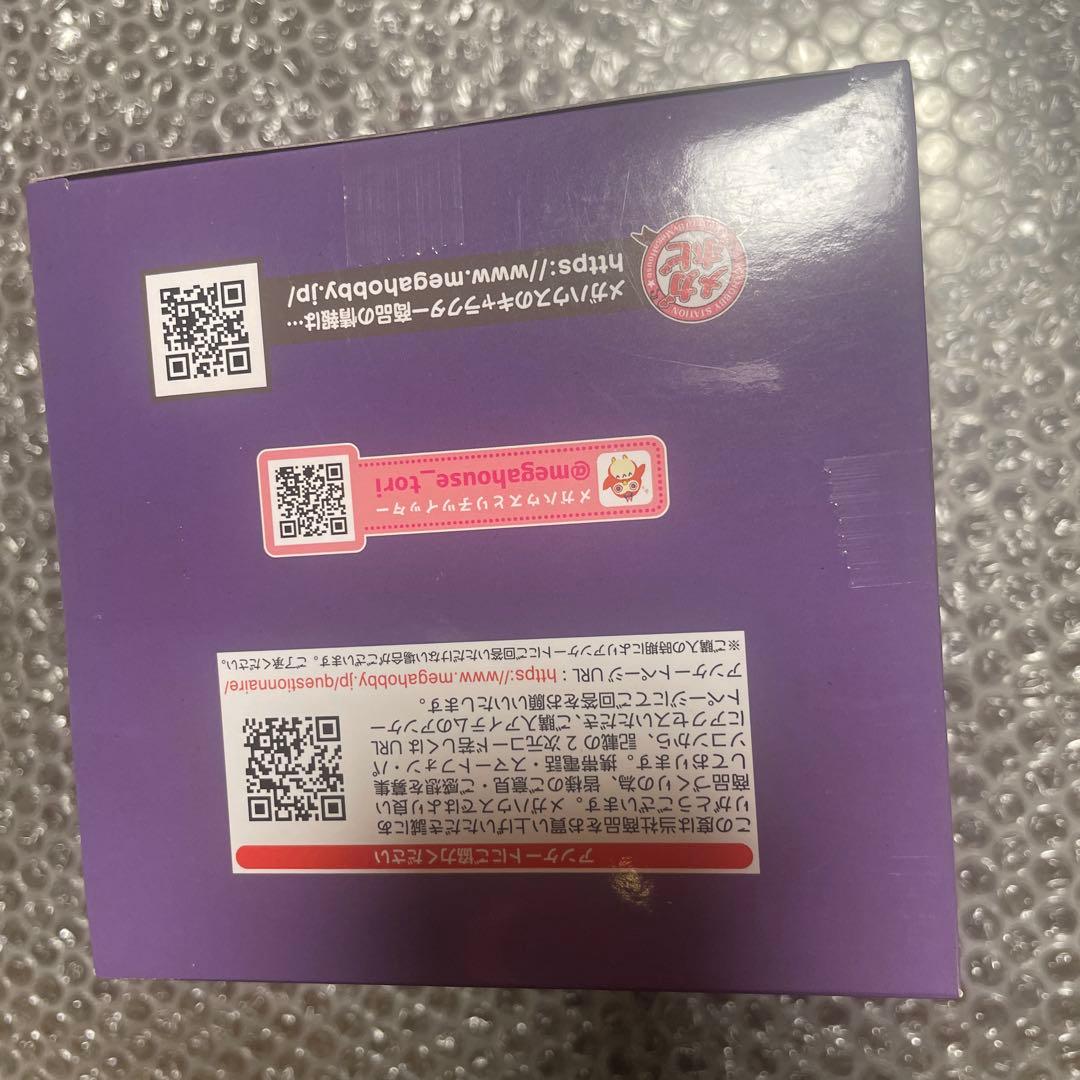 アンケートにご協力ください
この度は当社商品をお買い上げいただき誠にあ
りがとうございます。メガハウスではより良い
商品づくりの為、皆様のご意見・ご感想を募集
しております。携帯電話・スマートフォン・パ
ソコンから、記載の2次元コード若しくは URL
にアクセスいただき、ご購入アイテムのアンケー
トページにてご回答をお願いいたします。
アンケートページ URL : https://www.megahobby.jp/questionnaire/
※ご購入の時期によりアンケートにご回答いただけない場合がございます。ご了承ください。
メガハウスとりチツイッター
@megahouse_tori
メガハウスのキャラクター商品の情報は…
https://www.megahobby.jp/
メガ
ホビ